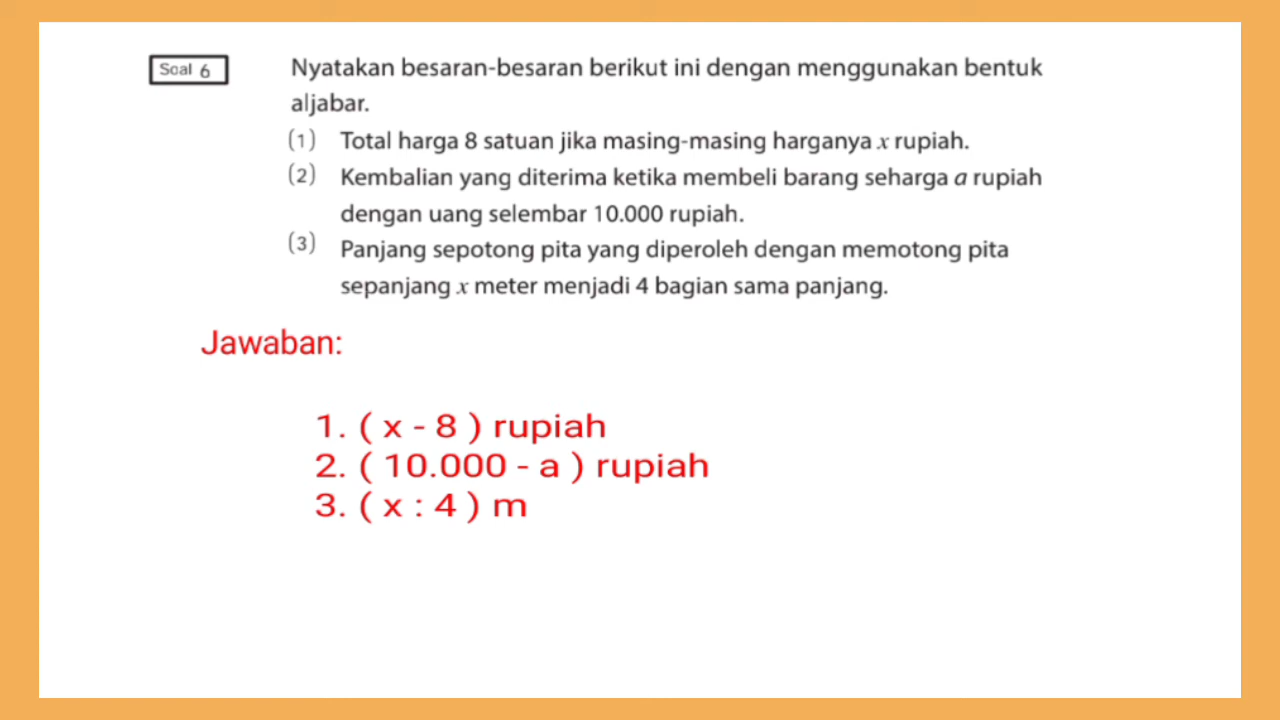 Soal 6
Nyatakan besaran-besaran berikut ini dengan menggunakan bentuk
aljabar.
(1) Total harga 8 satuan jika masing-masing harganya x rupiah.
(2) Kembalian yang diterima ketika membeli barang seharga a rupiah
dengan uang selembar 10.000 rupiah.
(3) Panjang sepotong pita yang diperoleh dengan memotong pita
sepanjang x meter menjadi 4 bagian sama panjang.
Jawaban:
1. ( x - 8 ) rupiah
2. ( 10.000 - a ) rupiah
3. ( x : 4 ) m